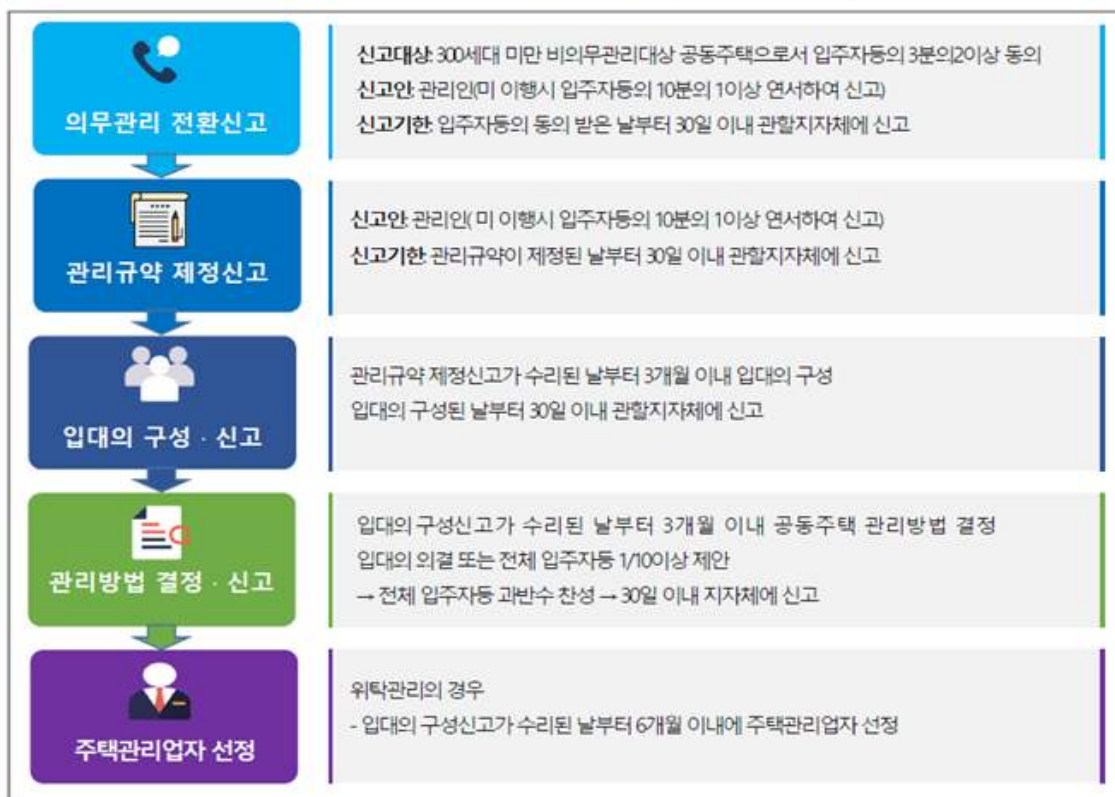 의무관리 전환신고
신고대상: 300세대 미만 비의무관리대상 공동주택으로서 입주자등의 3분의2이상 동의
신고인: 관리인(미 이행시 입주자등의 10분의 1이상 연서하여 신고)
신고기한: 입주자등의 동의 받은 날부터 30일 이내 관할지자체에 신고
관리규약 제정신고
신고인: 관리인( 미 이행시 입주자등의 10분의 1이상 연서하여 신고)
신고기한: 관리규약이 제정된 날부터 30일 이내 관할지자체에 신고
입대의 구성 · 신고
관리규약 제정신고가 수리된 날부터 3개월 이내 입대의 구성
입대의 구성된 날부터 30일 이내 관할지자체에 신고
관리방법 결정 · 신고
입대의 구성신고가 수리된 날부터 3개월 이내 공동주택 관리방법 결정
입대의 의결 또는 전체 입주자등 1/10이상 제안
→ 전체 입주자등 과반수 찬성 → 30일 이내 지자체에 신고
주택관리업자 선정
위탁관리의 경우
- 입대의 구성신고가 수리된 날부터 6개월 이내에 주택관리업자 선정